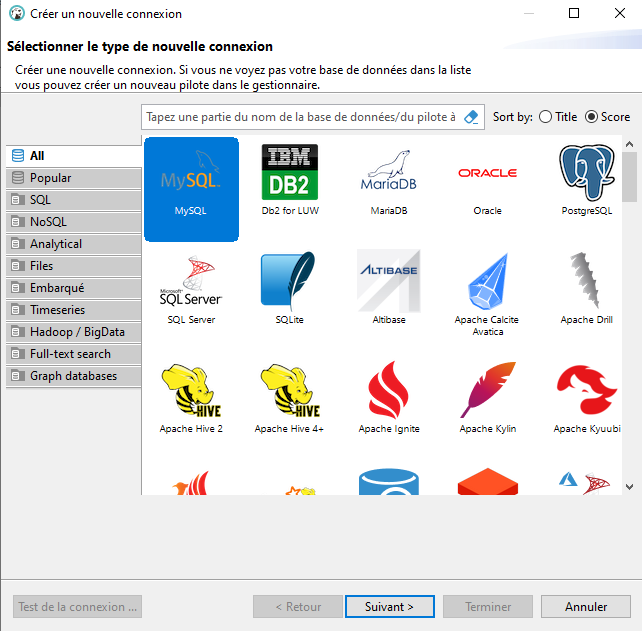 Créer un nouvelle connexion
Sélectionner le type de nouvelle connexion
Créer une nouvelle connexion. Si vous ne voyez pas votre base de données dans la liste
vous pouvez créer un nouveau pilote dans le gestionnaire.
Tapez une partie du nom de la base de données/du pilote à
Sort by:
Title
Score
All
Popular
SQL
NoSQL
Analytical
Files
Embarqué
Timeseries
Hadoop / BigData
Full-text search
Graph databases
MySQL
IBM
DB2
MariaDB
ORACLE
MySQL
Db2 for LUW
MariaDB
Oracle
PostgreSQL
Microsoft
SQL Server
ALTIBASE
SQL Server
SQLite
Altibase
Apache Calcite
Avatica
Apache Drill
HIVE
HIVE
Apache Hive 2
Apache Hive 4+
Apache Ignite
Apache Kylin
Apache Kyuubi
Test de la connexion ...
< Retour
Suivant >
Terminer
Annuler